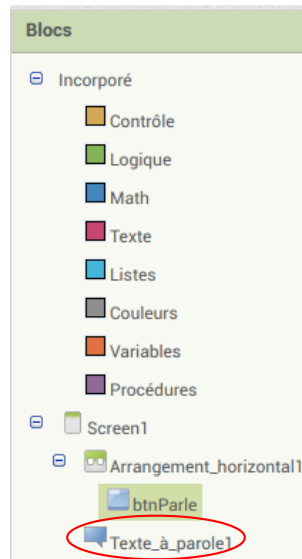 Blocs
Incorporé
Contrôle
Logique
Math
Texte
Listes
Couleurs
Variables
Procédures
Screen1
Arrangement_horizontal1
btnParle
Texte_à_parole1